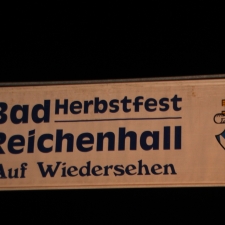 Bad Herbstfest
Reichenhall
Auf Wiedersehen